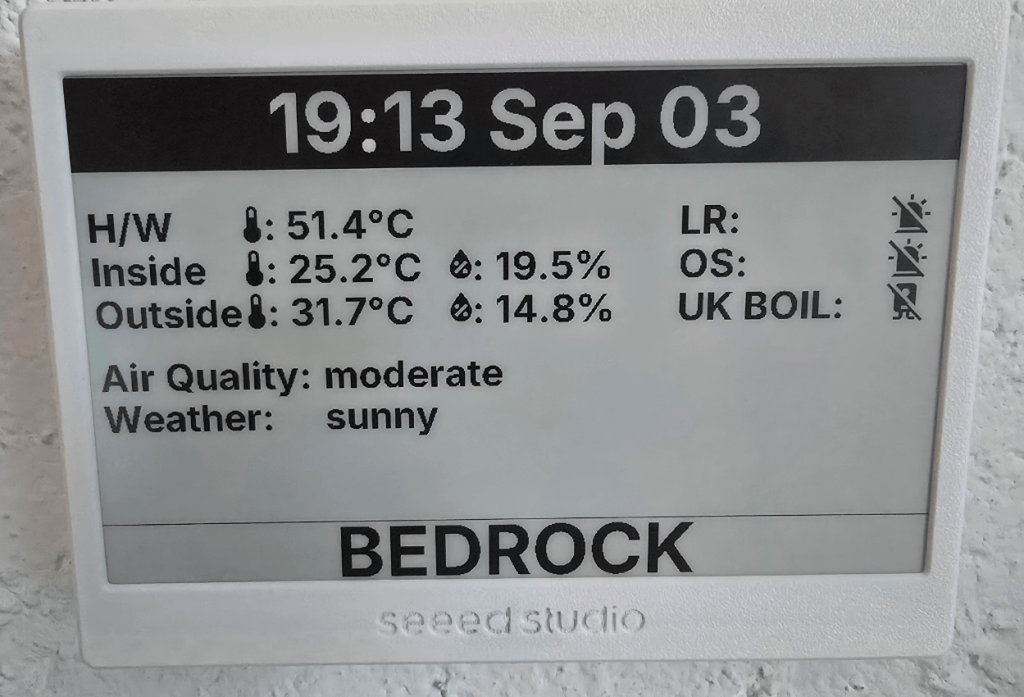 19:13 Sep 03
H/W : 51.4°C LR:
Inside : 25.2°C : 19.5% OS:
Outside : 31.7°C : 14.8% UK BOIL:
Air Quality: moderate
Weather: sunny
BEDROCK
seeed studio